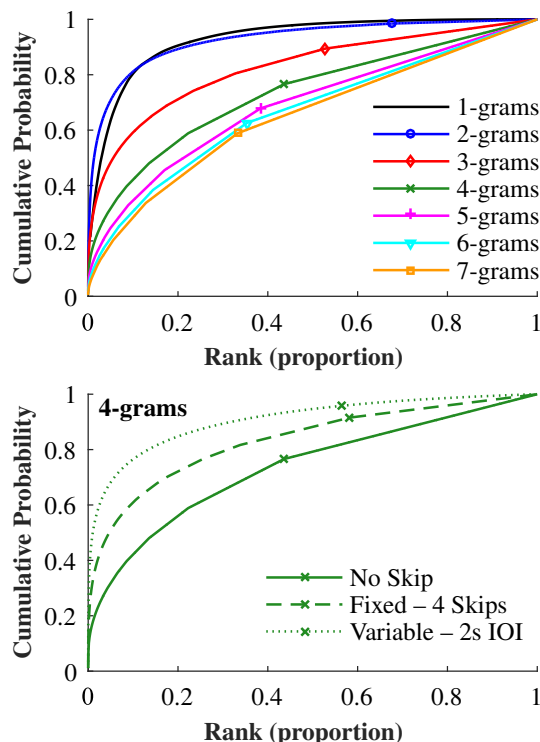 Cumulative Probability
1
0.8
0.6
0.4
0.2
0
1-grams
2-grams
3-grams
4-grams
5-grams
6-grams
7-grams
0 0.2 0.4 0.6 0.8 1
Rank (proportion)
Cumulative Probability
1
0.8
0.6
0.4
0.2
0
4-grams
No Skip
Fixed – 4 Skips
Variable – 2s IOI
0 0.2 0.4 0.6 0.8 1
Rank (proportion)